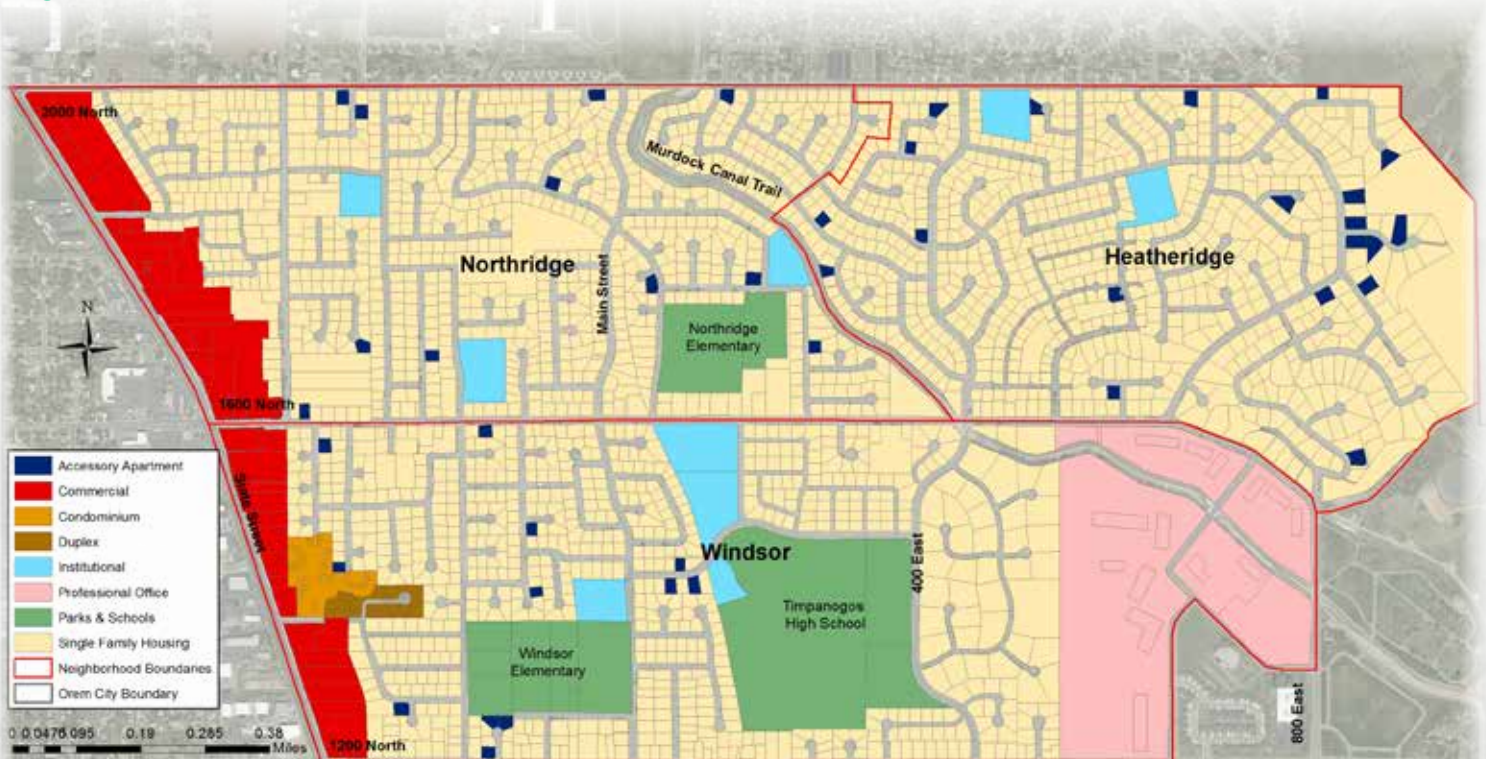 2000 North
Murdock Canal Trail
Northridge
Main Street
Heatheridge
N
Northridge
Elementary
1600 North
Accessory Apartment
Commercial
Condominium
Duplex
Institutional
Professional Office
Parks & Schools
Single Family Housing
Neighborhood Boundaries
Orem City Boundary
State Street
Windsor
400 East
Timpanogos
High School
Windsor
Elementary
800 East
0 0.0475 0.095 0.19 0.285 0.38
Miles
1200 North